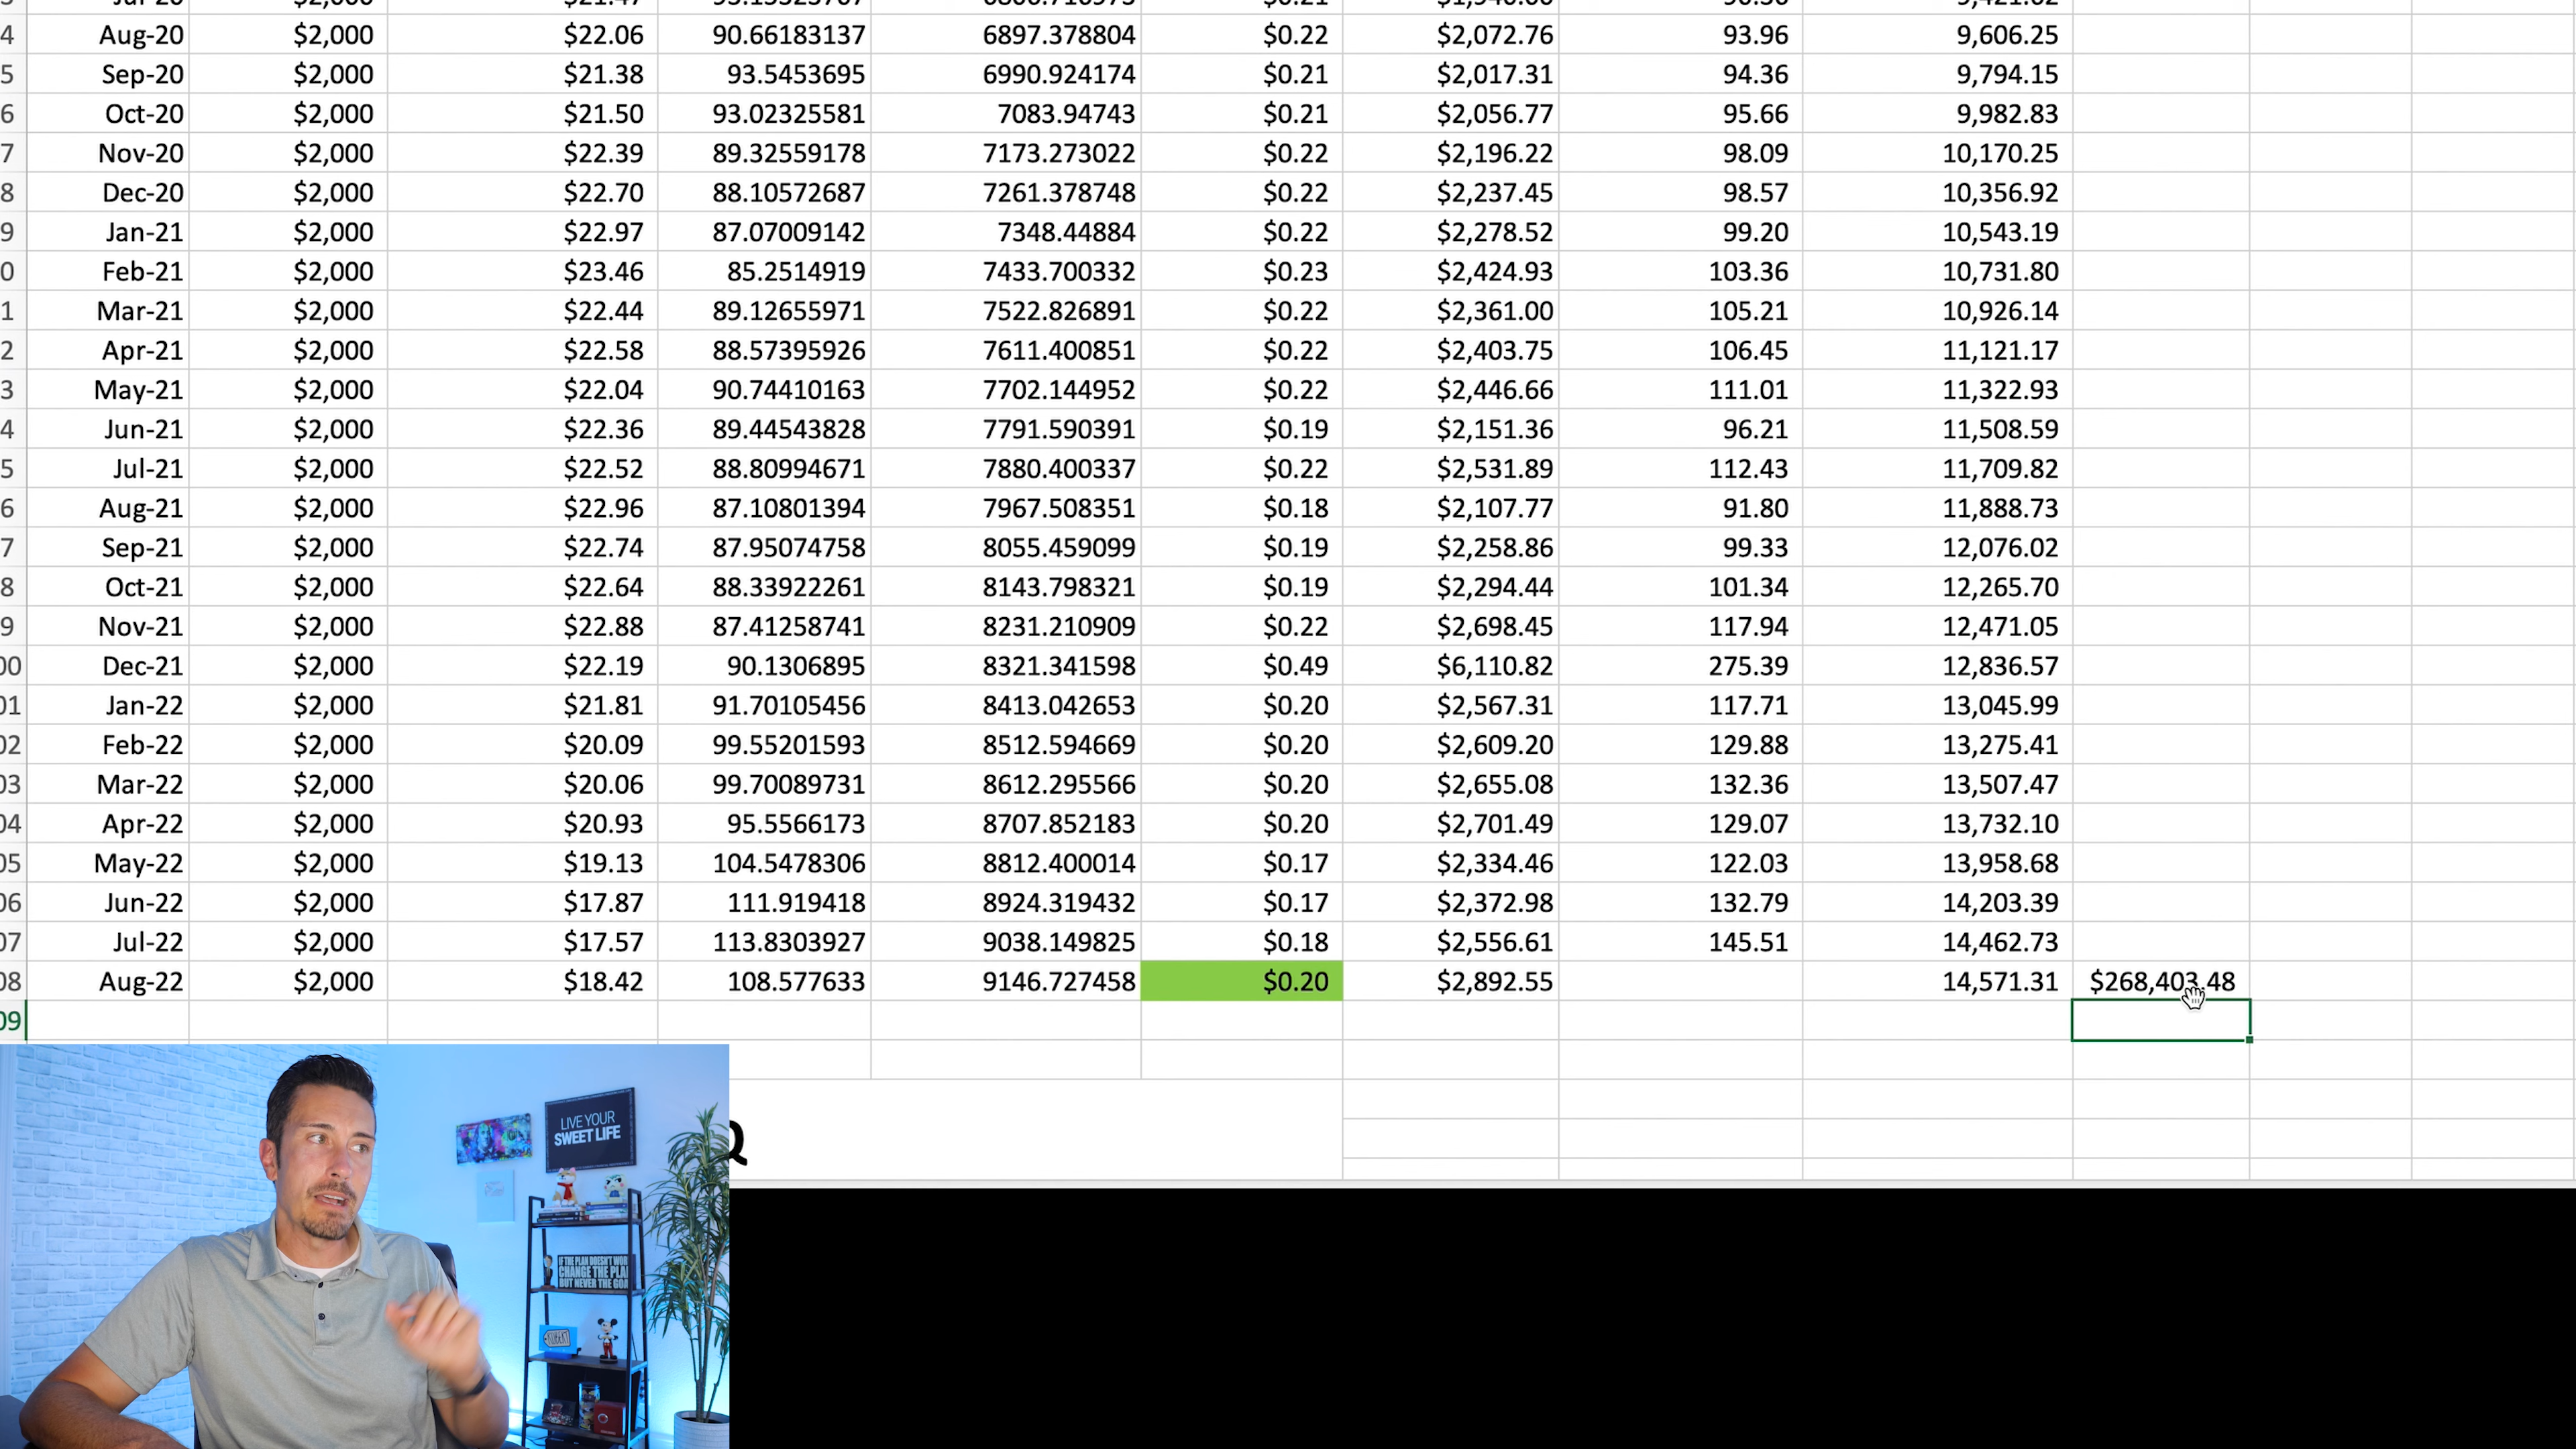 4 Aug-20 $2,000 $22.06 90.66183137 6897.378804 $0.22 $2,072.76 93.96 9,606.25
5 Sep-20 $2,000 $21.38 93.5453695 6990.924174 $0.21 $2,017.31 94.36 9,794.15
6 Oct-20 $2,000 $21.50 93.02325581 7083.94743 $0.21 $2,056.77 95.66 9,982.83
7 Nov-20 $2,000 $22.39 89.32559178 7173.273022 $0.22 $2,196.22 98.09 10,170.25
8 Dec-20 $2,000 $22.70 88.10572687 7261.378748 $0.22 $2,237.45 98.57 10,356.92
9 Jan-21 $2,000 $22.97 87.07009142 7348.44884 $0.22 $2,278.52 99.20 10,543.19
0 Feb-21 $2,000 $23.46 85.2514919 7433.700332 $0.23 $2,424.93 103.36 10,731.80
1 Mar-21 $2,000 $22.44 89.12655971 7522.826891 $0.22 $2,361.00 105.21 10,926.14
2 Apr-21 $2,000 $22.58 88.57395926 7611.400851 $0.22 $2,403.75 106.45 11,121.17
3 May-21 $2,000 $22.04 90.74410163 7702.144952 $0.22 $2,446.66 111.01 11,322.93
4 Jun-21 $2,000 $22.36 89.44543828 7791.590391 $0.19 $2,151.36 96.21 11,508.59
5 Jul-21 $2,000 $22.52 88.80994671 7880.400337 $0.22 $2,531.89 112.43 11,709.82
6 Aug-21 $2,000 $22.96 87.10801394 7967.508351 $0.18 $2,107.77 91.80 11,888.73
7 Sep-21 $2,000 $22.74 87.95074758 8055.459099 $0.19 $2,258.86 99.33 12,076.02
8 Oct-21 $2,000 $22.64 88.33922261 8143.798321 $0.19 $2,294.44 101.34 12,265.70
9 Nov-21 $2,000 $22.88 87.41258741 8231.210909 $0.22 $2,698.45 117.94 12,471.05
00 Dec-21 $2,000 $22.19 90.1306895 8321.341598 $0.49 $6,110.82 275.39 12,836.57
01 Jan-22 $2,000 $21.81 91.70105456 8413.042653 $0.20 $2,567.31 117.71 13,045.99
02 Feb-22 $2,000 $20.09 99.55201593 8512.594669 $0.20 $2,609.20 129.88 13,275.41
03 Mar-22 $2,000 $20.06 99.70089731 8612.295566 $0.20 $2,655.08 132.36 13,507.47
04 Apr-22 $2,000 $20.93 95.5566173 8707.852183 $0.20 $2,701.49 129.07 13,732.10
05 May-22 $2,000 $19.13 104.5478306 8812.400014 $0.17 $2,334.46 122.03 13,958.68
06 Jun-22 $2,000 $17.87 111.919418 8924.319432 $0.17 $2,372.98 132.79 14,203.39
07 Jul-22 $2,000 $17.57 113.8303927 9038.149825 $0.18 $2,556.61 145.51 14,462.73
08 Aug-22 $2,000 $18.42 108.577633 9146.727458 $0.20 $2,892.55 14,571.31 $268,403.48
09
Q
LIVE YOUR
SWEET LIFE
IF THE PLAN DOESN'T WOR
CHANGE THE PLA
BUT NEVER THE GOA